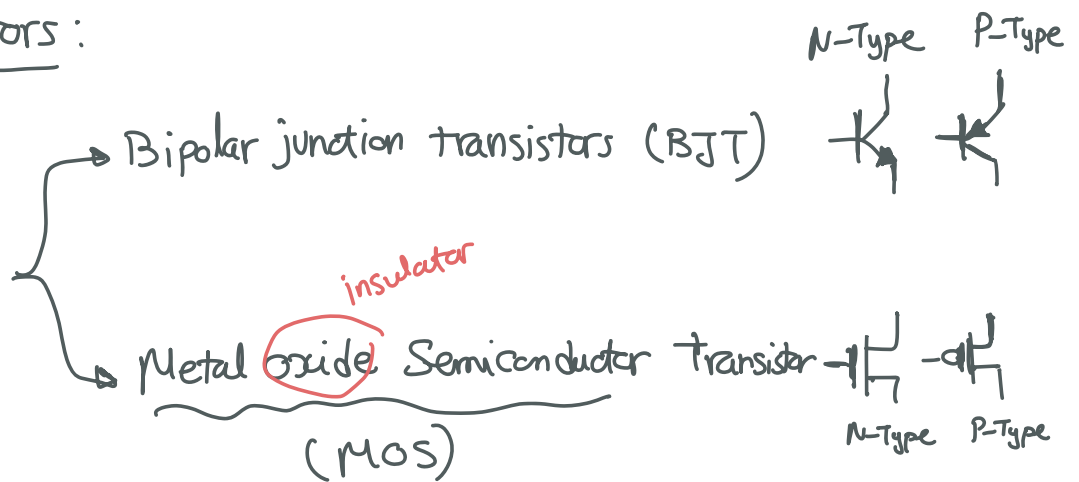 ors:
N-Type P-Type
Bipolar junction transistors (BJT)
insulator
Metal oxide Semiconductor Transistor
N-Type P-Type
(MOS)